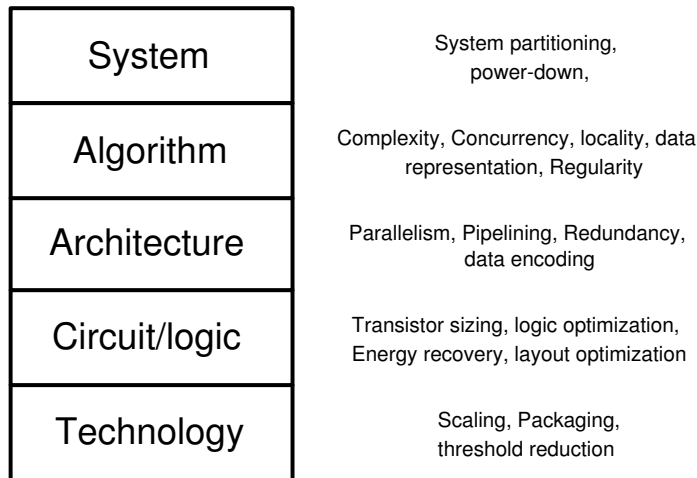 System
System partitioning,
power-down,
Algorithm
Complexity, Concurrency, locality, data
representation, Regularity
Architecture
Parallelism, Pipelining, Redundancy,
data encoding
Circuit/logic
Transistor sizing, logic optimization,
Energy recovery, layout optimization
Technology
Scaling, Packaging,
threshold reduction